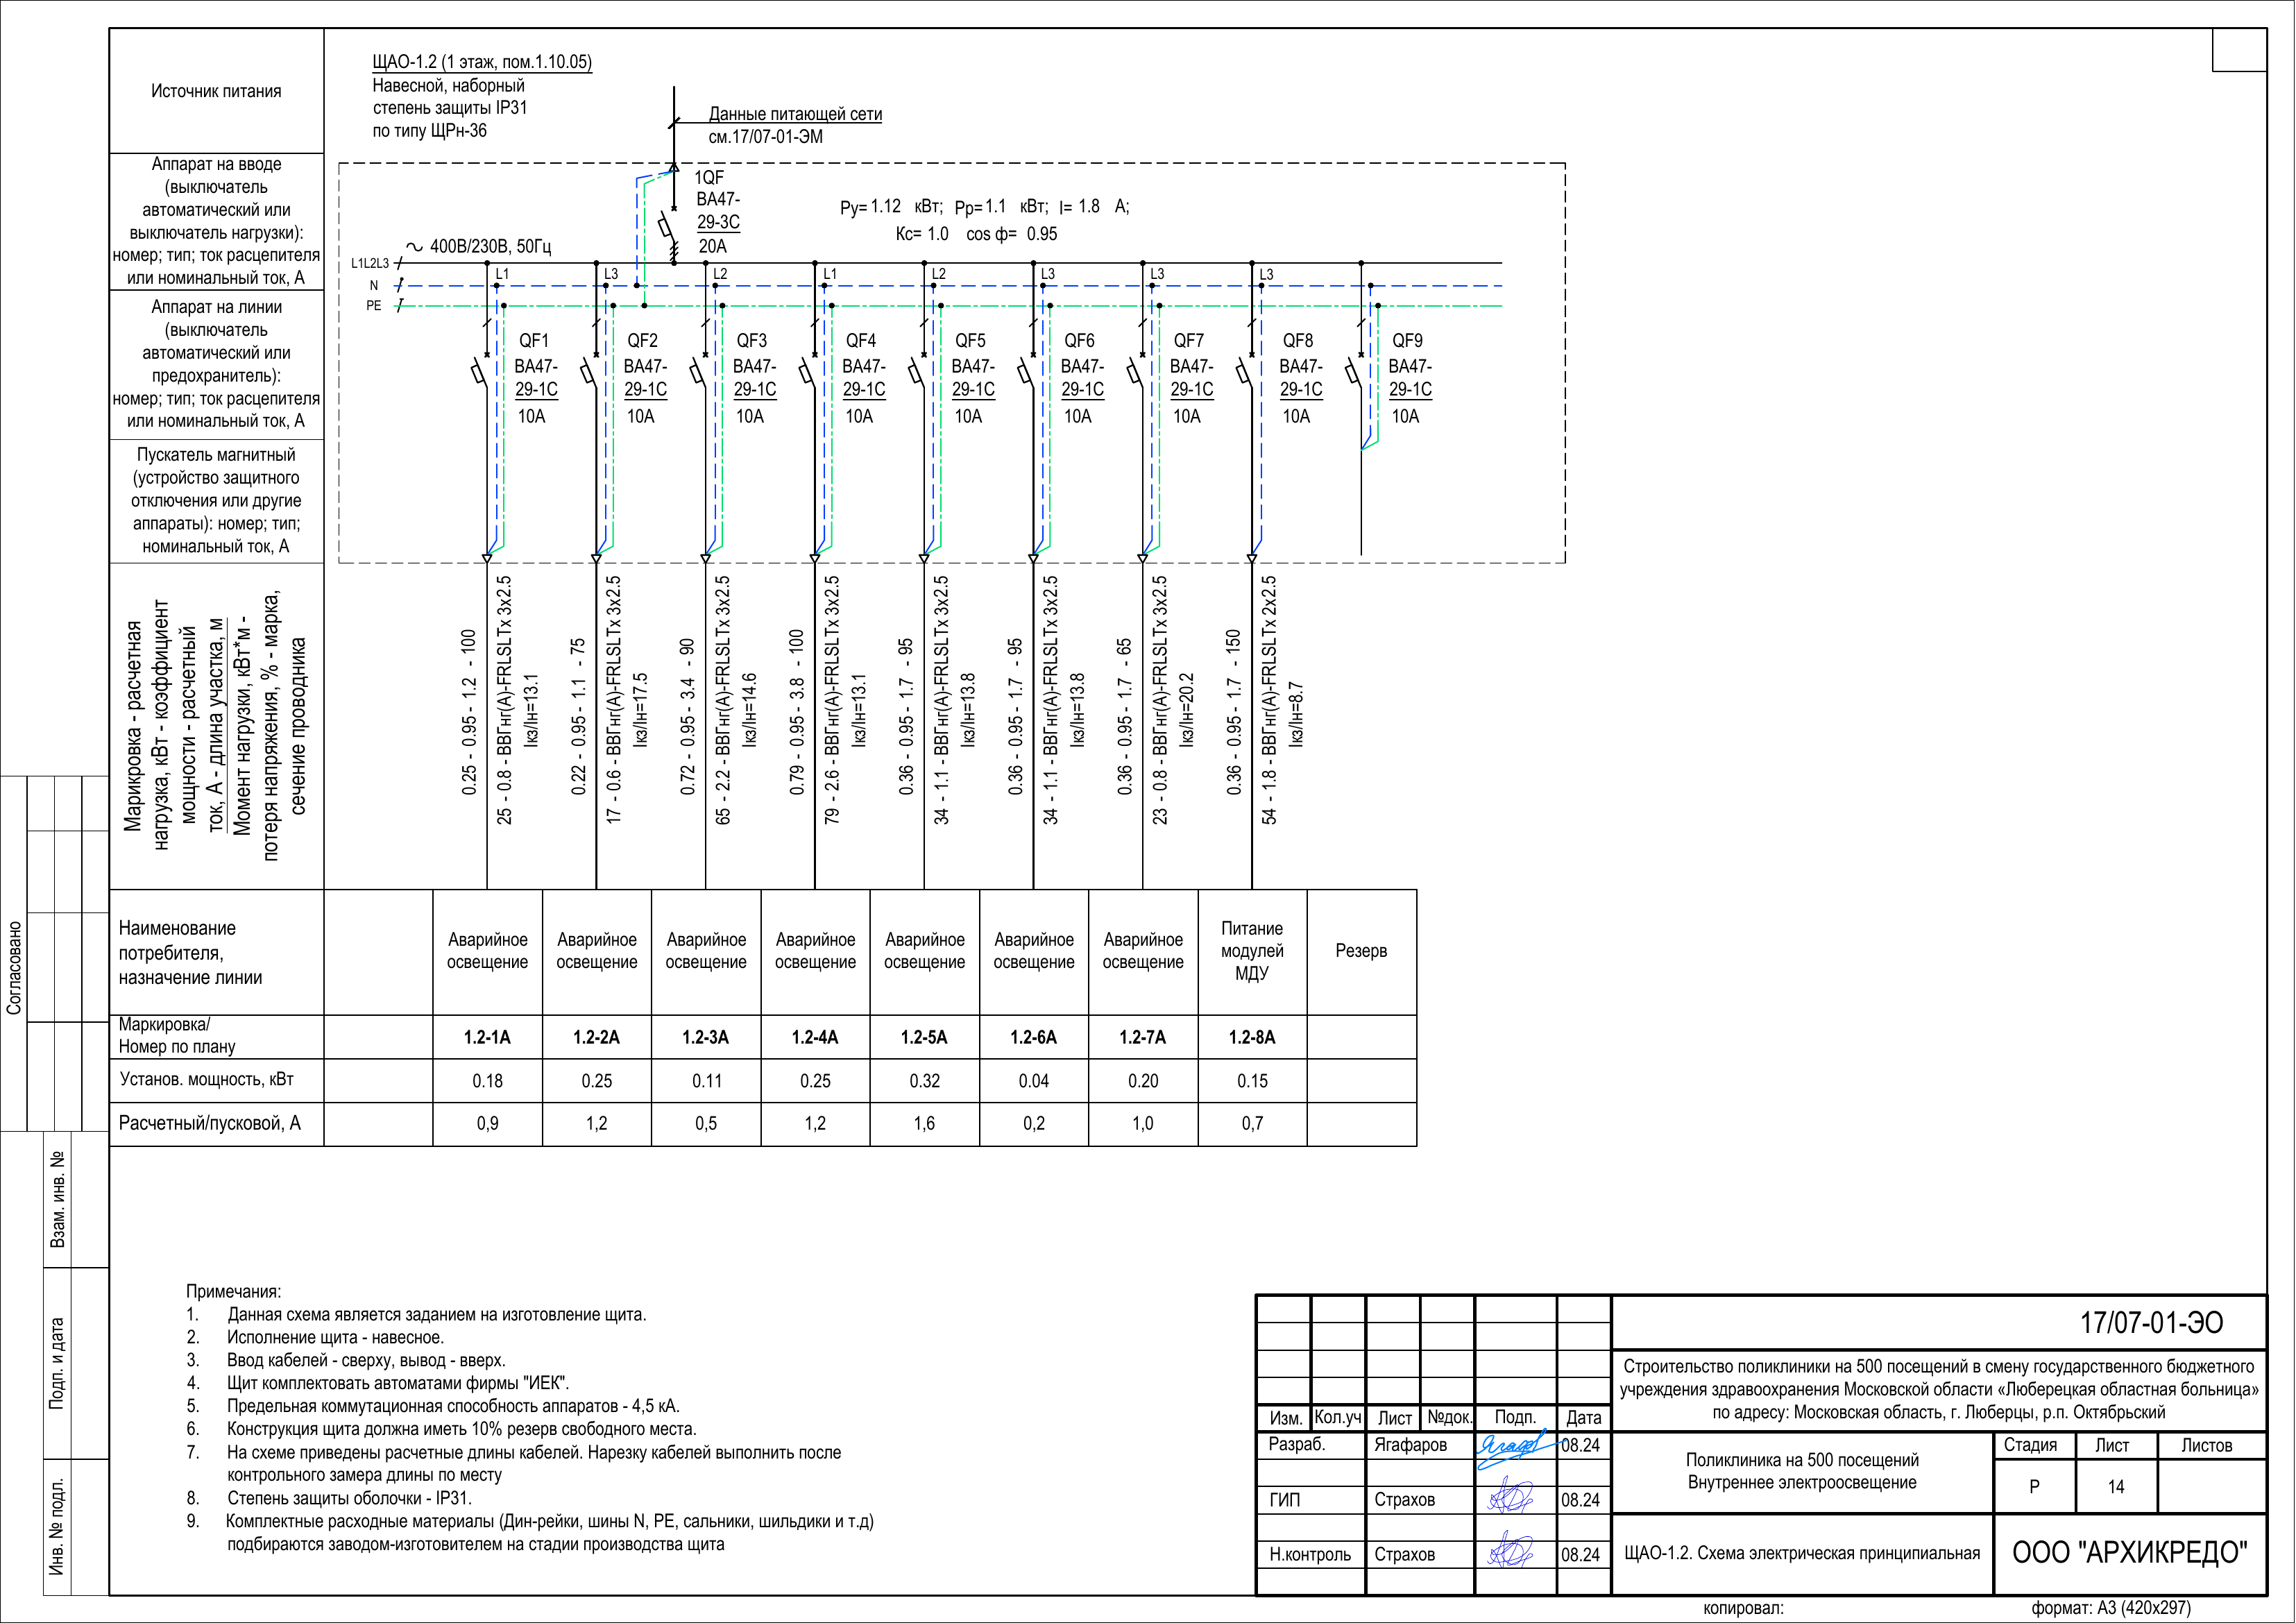 Источник питания
Аппарат на вводе
(выключатель
автоматический или
выключатель нагрузки):
номер; тип; ток расцепителя
или номинальный ток, А
Аппарат на линии
(выключатель
автоматический или
предохранитель):
номер; тип; ток расцепителя
или номинальный ток, А
Пускатель магнитный
(устройство защитного
отключения или другие
аппараты): номер; тип;
номинальный ток, А
Марикровка - расчетная
нагрузка, кВт - коэффициент
мощности - расчетный
ток, А - длина участка, м
Момент нагрузки, кВт*м -
потеря напряжения, % - марка,
сечение проводника
ЩАО-1.2 (1 этаж, пом.1.10.05)
Навесной, наборный
степень защиты IP31
по типу ЩРн-36
Данные питающей сети
см.17/07-01-ЭМ
1QF
ВА47-
29-3С
20А
Ру= 1.12 кВт; Рр= 1.1 кВт; I= 1.8 А;
Кс= 1.0 cos ф= 0.95
400В/230В, 50Гц
L1L2L3
N
PE
L1 L3 L2 L1 L2 L3 L3 L3
QF1 QF2 QF3 QF4 QF5 QF6 QF7 QF8 QF9
ВА47- ВА47- ВА47- ВА47- ВА47- ВА47- ВА47- ВА47- ВА47-
29-1С 29-1С 29-1С 29-1С 29-1С 29-1С 29-1С 29-1С 29-1С
10А 10А 10А 10А 10А 10А 10А 10А 10А
0.25 - 0.95 - 1.2 - 100
25 - 0.8 - ВВГнг(А)-FRLSLTx 3x2.5
Iкз/Iн=13.1
0.22 - 0.95 - 1.1 - 75
17 - 0.6 - ВВГнг(А)-FRLSLTx 3x2.5
Iкз/Iн=17.5
0.72 - 0.95 - 3.4 - 90
65 - 2.2 - ВВГнг(А)-FRLSLTx 3x2.5
Iкз/Iн=14.6
0.79 - 0.95 - 3.8 - 100
79 - 2.6 - ВВГнг(А)-FRLSLTx 3x2.5
Iкз/Iн=13.1
0.36 - 0.95 - 1.7 - 95
34 - 1.1 - ВВГнг(А)-FRLSLTx 3x2.5
Iкз/Iн=13.8
0.36 - 0.95 - 1.7 - 95
34 - 1.1 - ВВГнг(А)-FRLSLTx 3x2.5
Iкз/Iн=13.8
0.36 - 0.95 - 1.7 - 65
23 - 0.8 - ВВГнг(А)-FRLSLTx 3x2.5
Iкз/Iн=20.2
0.36 - 0.95 - 1.7 - 150
54 - 1.8 - ВВГнг(А)-FRLSLTx 2x2.5
Iкз/Iн=8.7
Наименование
потребителя,
назначение линии
Аварийное
освещение
Аварийное
освещение
Аварийное
освещение
Аварийное
освещение
Аварийное
освещение
Аварийное
освещение
Аварийное
освещение
Питание
модулей
МДУ
Резерв
Маркировка/
Номер по плану
1.2-1А 1.2-2А 1.2-3А 1.2-4А 1.2-5А 1.2-6А 1.2-7А 1.2-8А
Установ. мощность, кВт 0.18 0.25 0.11 0.25 0.32 0.04 0.20 0.15
Расчетный/пусковой, А 0,9 1,2 0,5 1,2 1,6 0,2 1,0 0,7
Согласовано
Взам. инв. №
Подп. и дата
Инв. № подл.
Примечания:
1. Данная схема является заданием на изготовление щита.
2. Исполнение щита - навесное.
3. Ввод кабелей - сверху, вывод - вверх.
4. Щит комплектовать автоматами фирмы "ИЕК".
5. Предельная коммутационная способность аппаратов - 4,5 кА.
6. Конструкция щита должна иметь 10% резерв свободного места.
7. На схеме приведены расчетные длины кабелей. Нарезку кабелей выполнить после
контрольного замера длины по месту
8. Степень защиты оболочки - IP31.
9. Комплектные расходные материалы (Дин-рейки, шины N, PE, сальники, шильдики и т.д)
подбираются заводом-изготовителем на стадии производства щита
17/07-01-ЭО
Строительство поликлиники на 500 посещений в смену государственного бюджетного
учреждения здравоохранения Московской области «Люберецкая областная больница»
по адресу: Московская область, г. Люберцы, р.п. Октябрьский
Изм. Кол.уч Лист №док. Подп. Дата
Разраб. Ягафаров Ягафаров 08.24
ГИП Страхов 08.24
Н.контроль Страхов 08.24
Поликлиника на 500 посещений
Внутреннее электроосвещение
Стадия Лист Листов
Р 14
ЩАО-1.2. Схема электрическая принципиальная
ООО "АРХИКРЕДО"
копировал:
формат: А3 (420x297)